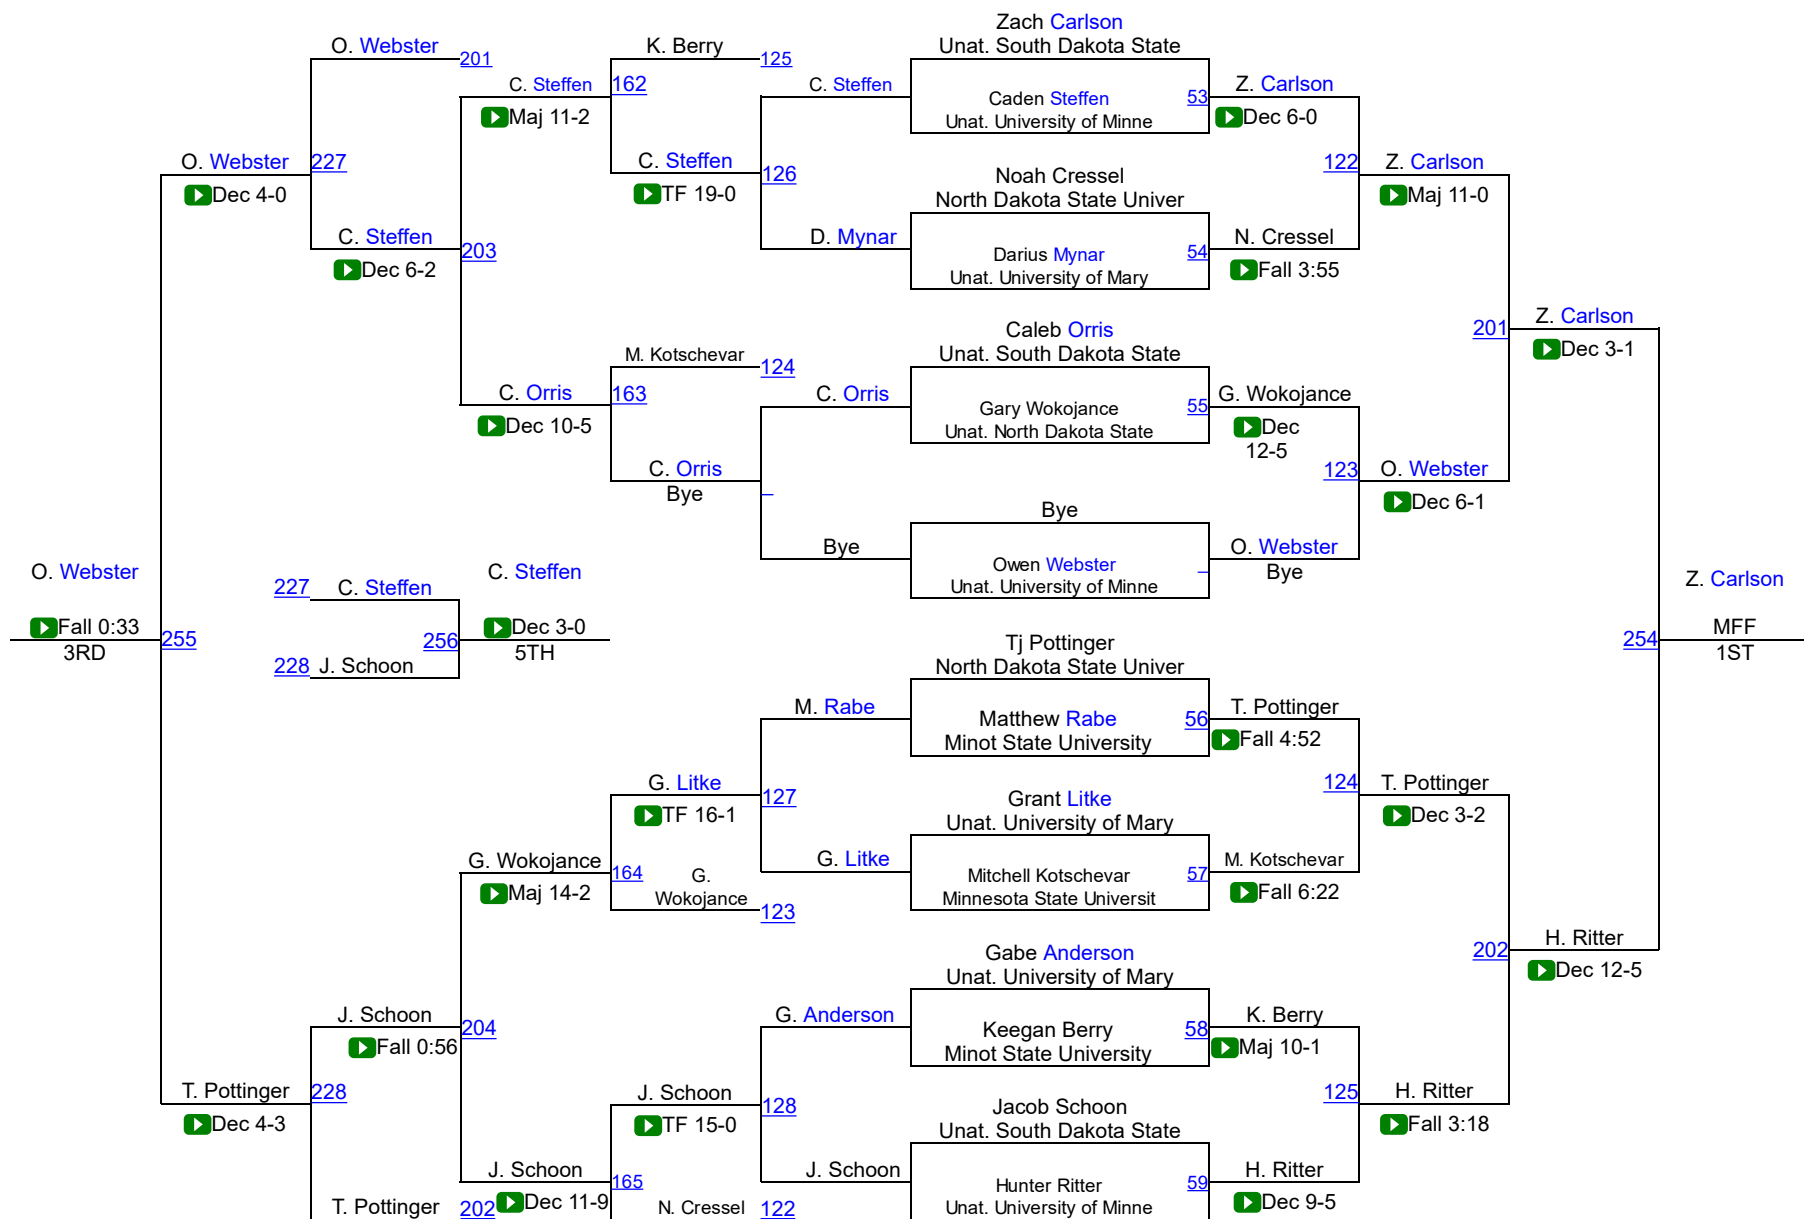 Zach Carlson
O. Webster
K. Berry
Unat. South Dakota State
201
125
C. Steffen
162
C. Steffen
Z. Carlson
Maj 11-2
Caden Steffen
53
Unat. University of Minne
Dec 6-0
O. Webster
227
C. Steffen
126
Noah Cressel
122
Z. Carlson
Dec 4-0
TF 19-0
North Dakota State Univer
Maj 11-0
C. Steffen
203
D. Mynar
Darius Mynar
54
N. Cressel
Dec 6-2
Unat. University of Mary
Fall 3:55
Caleb Orris
201
Z. Carlson
M. Kotschevar
124
Unat. South Dakota State
Dec 3-1
C. Orris
163
C. Orris
Gary Wokojance
55
G. Wokojance
Dec 10-5
Unat. North Dakota State
Dec
12-5
C. Orris
Bye
123
O. Webster
Dec 6-1
Bye
Bye
Owen Webster
O. Webster
Unat. University of Minne
Bye
O. Webster
227
C. Steffen
C. Steffen
Z. Carlson
Fall 0:33
255
256
Dec 3-0
254
MFF
3RD
5TH
1ST
228
J. Schoon
Tj Pottinger
North Dakota State Univer
M. Rabe
Matthew Rabe
56
T. Pottinger
Minot State University
Fall 4:52
G. Litke
127
Grant Litke
124
T. Pottinger
TF 16-1
Unat. University of Mary
Dec 3-2
G. Wokojance
164
G.
Wokojance
G. Litke
Mitchell Kotschevar
57
M. Kotschevar
Maj 14-2
123
Minnesota State Universit
Fall 6:22
Gabe Anderson
202
H. Ritter
Unat. University of Mary
Dec 12-5
J. Schoon
204
G. Anderson
Keegan Berry
58
K. Berry
Fall 0:56
Minot State University
Maj 10-1
T. Pottinger
228
J. Schoon
128
Jacob Schoon
125
H. Ritter
Dec 4-3
TF 15-0
Unat. South Dakota State
Fall 3:18
J. Schoon
165
J. Schoon
Hunter Ritter
59
H. Ritter
T. Pottinger
202
Dec 11-9
N. Cressel
122
Unat. University of Minne
Dec 9-5